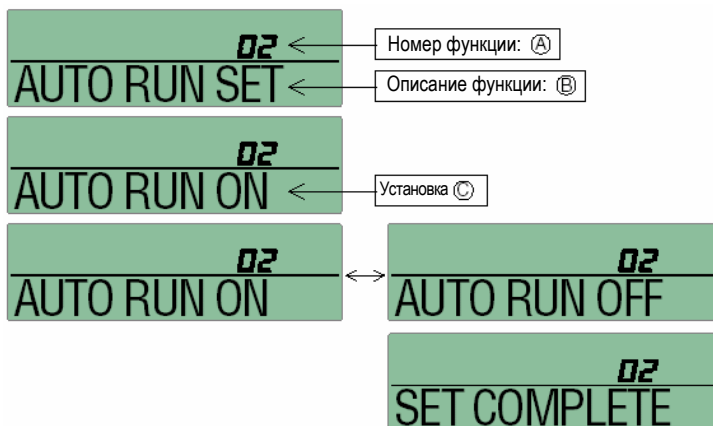 02
Номер функции: Ⓐ
AUTO RUN SET
Описание функции: Ⓑ
02
AUTO RUN ON
Установка Ⓒ
02
AUTO RUN ON
02
AUTO RUN OFF
02
SET COMPLETE